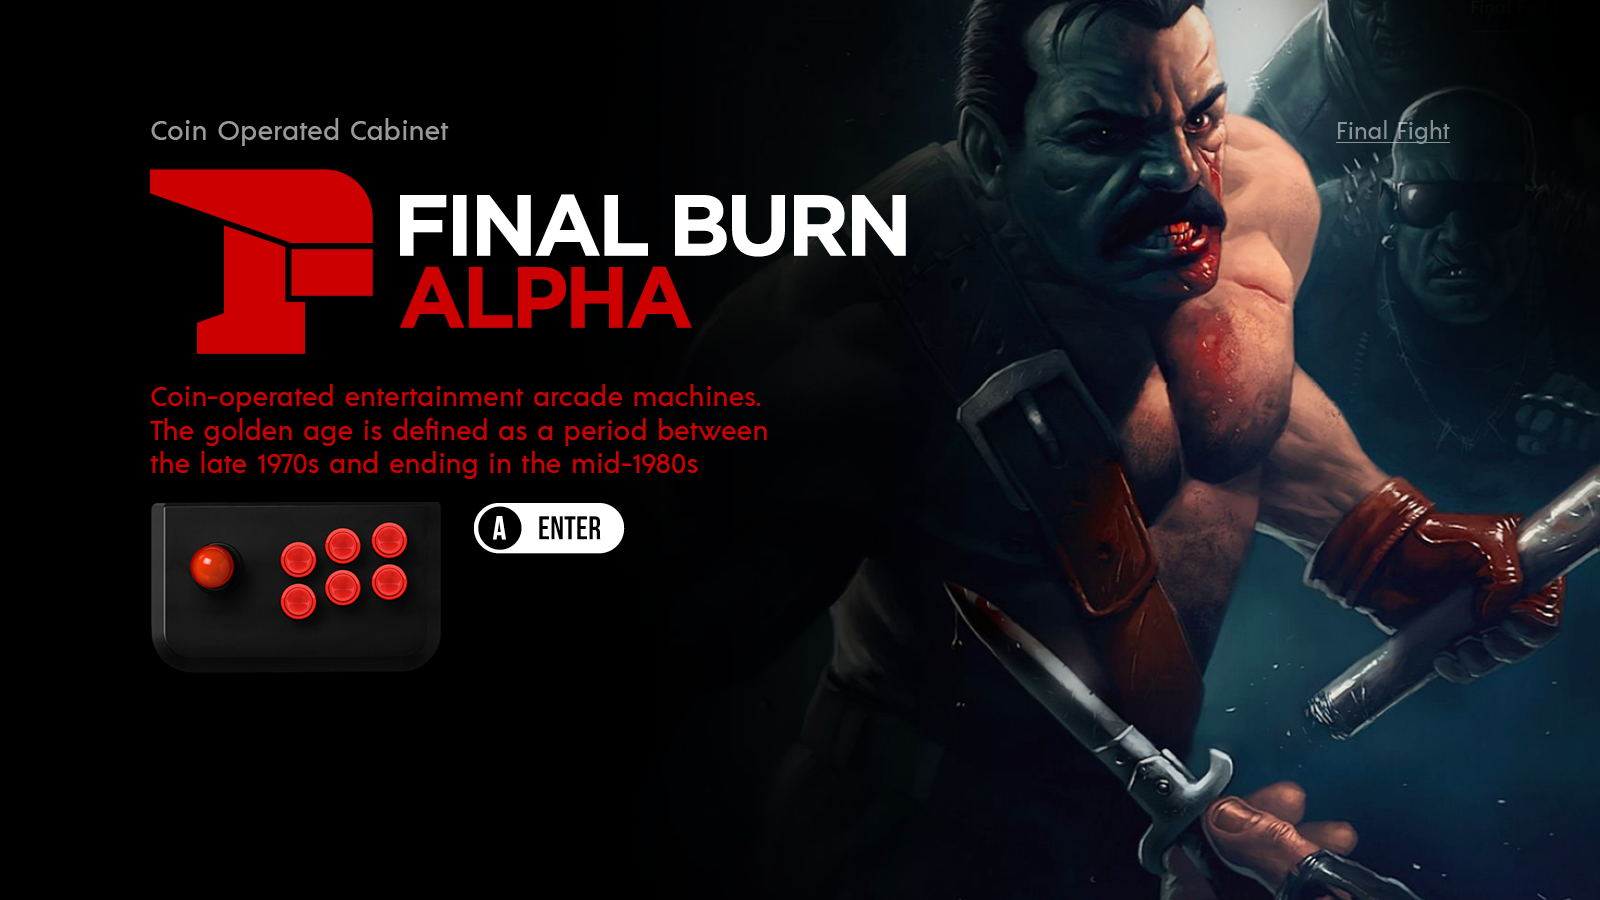 Coin Operated Cabinet
Final Fight
FINAL BURN
ALPHA
Coin-operated entertainment arcade machines.
The golden age is defined as a period between
the late 1970s and ending in the mid-1980s
A ENTER